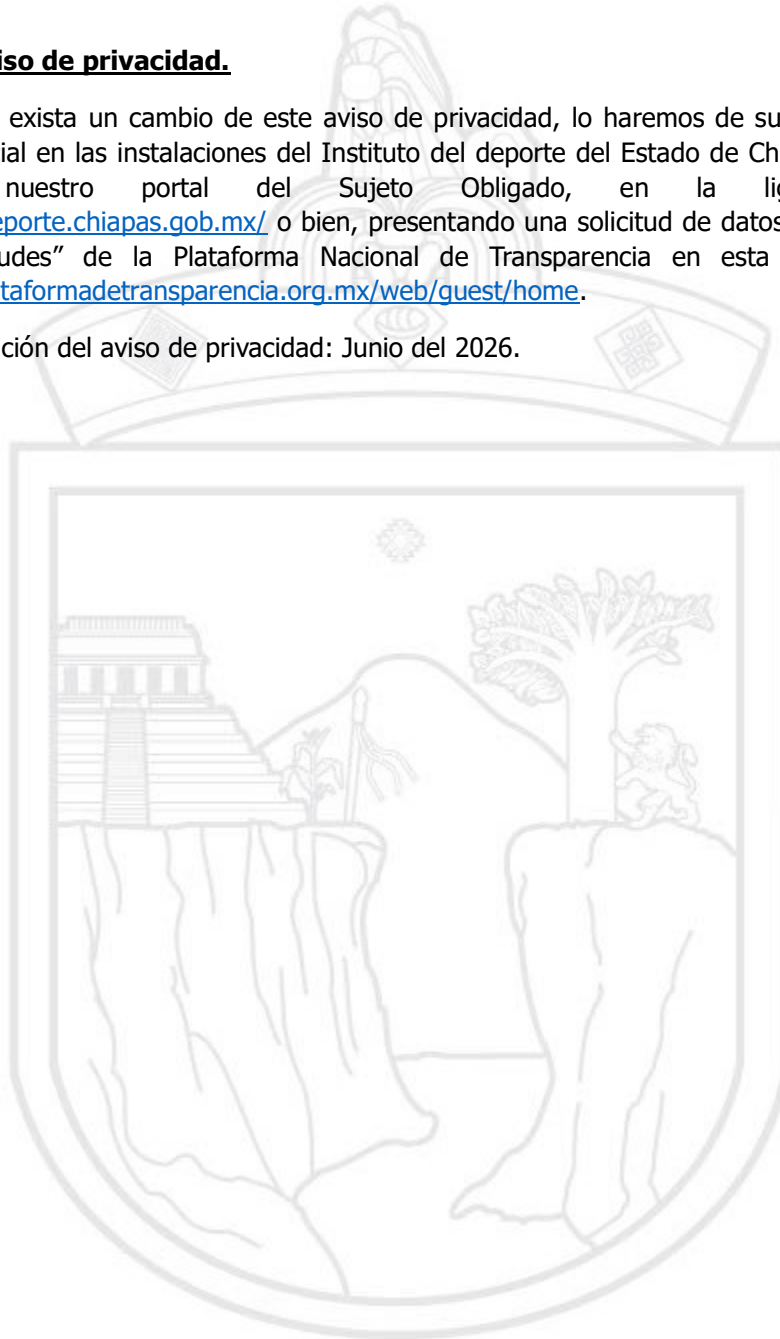 iso de privacidad.
exista un cambio de este aviso de privacidad, lo haremos de su
cial en las instalaciones del Instituto del deporte del Estado de Ch
nuestro portal del Sujeto Obligado, en la lig
eporte.chiapas.gob.mx/ o bien, presentando una solicitud de datos
udes” de la Plataforma Nacional de Transparencia en esta
ataformadetransparencia.org.mx/web/guest/home.
ción del aviso de privacidad: Junio del 2026.